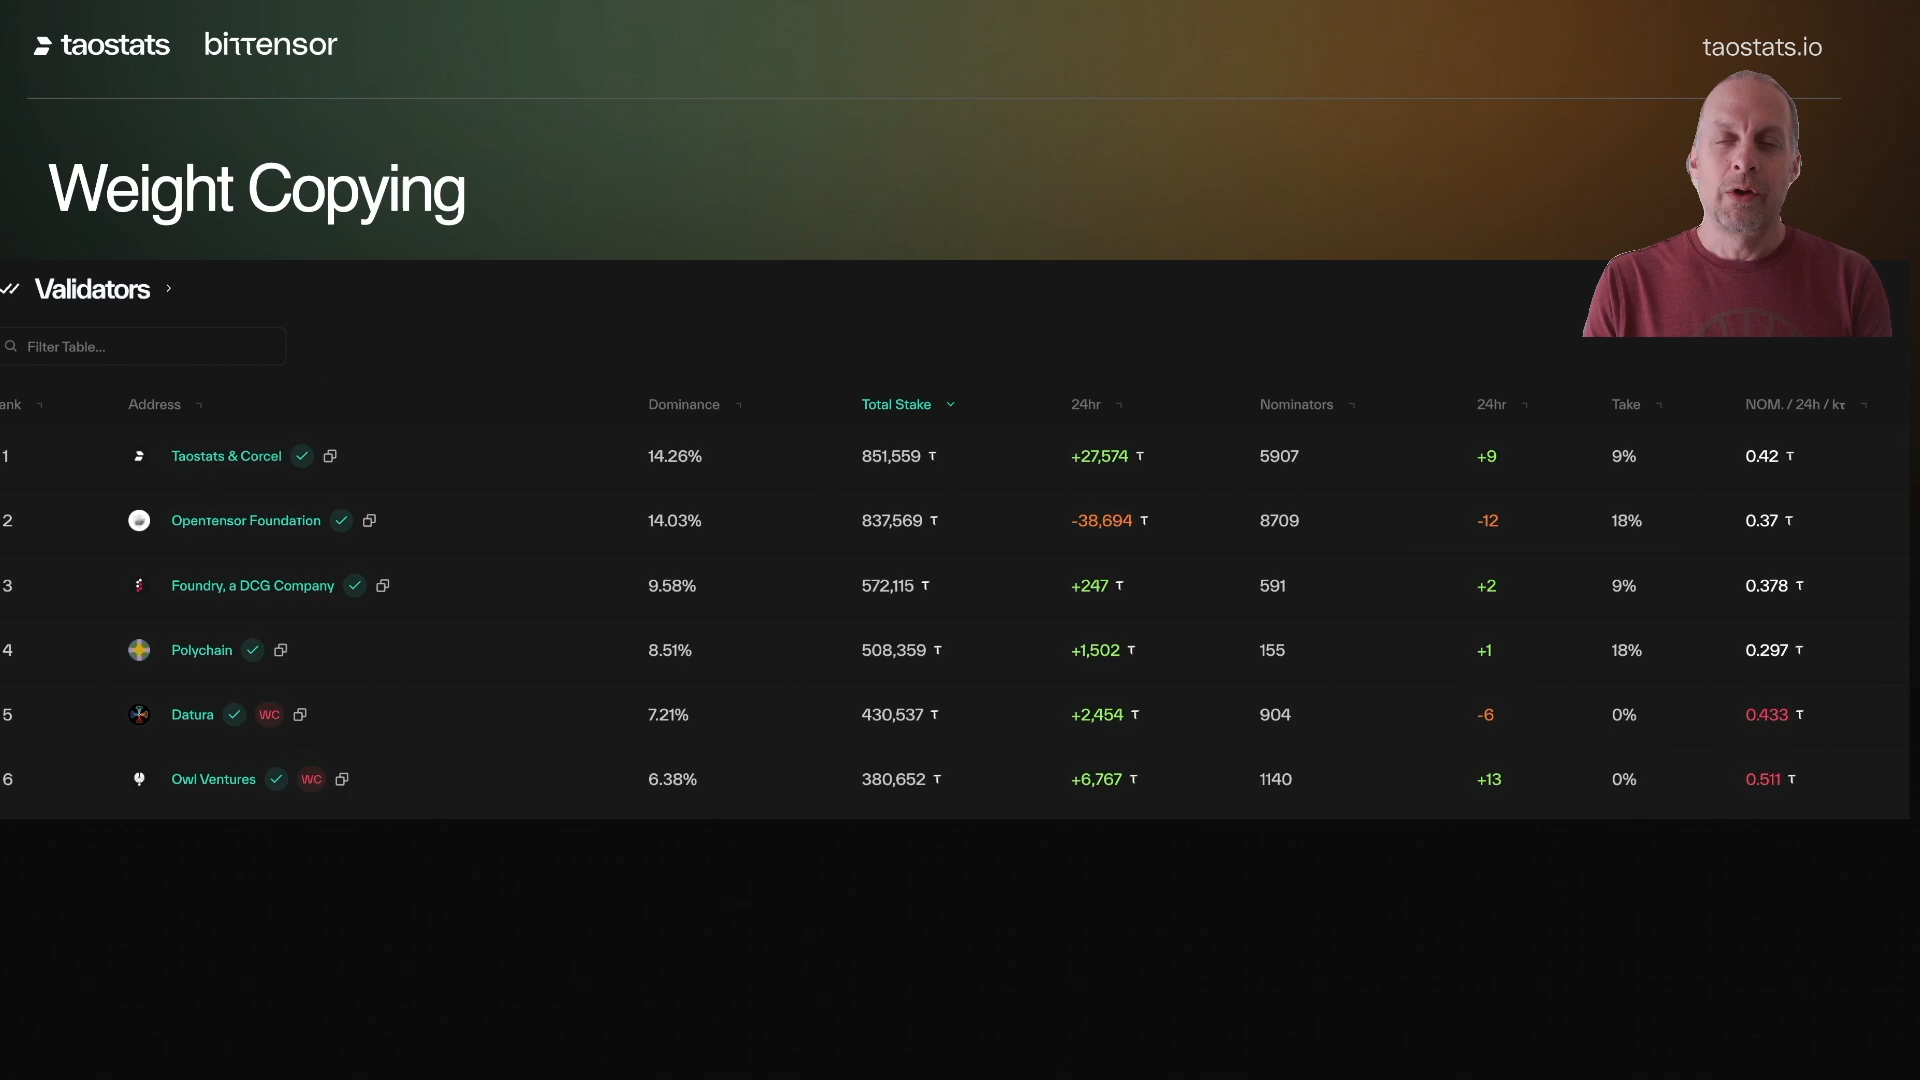 taostats bittensor taostats.io
Weight Copying
Validators
Filter Table...
ank Address Dominance Total Stake 24hr Nominators 24hr Take NOM. / 24h / kτ
1 Taostats & Corcel 14.26% 851,559 τ +27,574 τ 5907 +9 9% 0.42 τ
2 Openτensor Foundaτion 14.03% 837,569 τ -38,694 τ 8709 -12 18% 0.37 τ
3 Foundry, a DCG Company 9.58% 572,115 τ +247 τ 591 +2 9% 0.378 τ
4 Polychain 8.51% 508,359 τ +1,502 τ 155 +1 18% 0.297 τ
5 Datura WC 7.21% 430,537 τ +2,454 τ 904 -6 0% 0.433 τ
6 Owl Ventures WC 6.38% 380,652 τ +6,767 τ 1140 +13 0% 0.511 τ